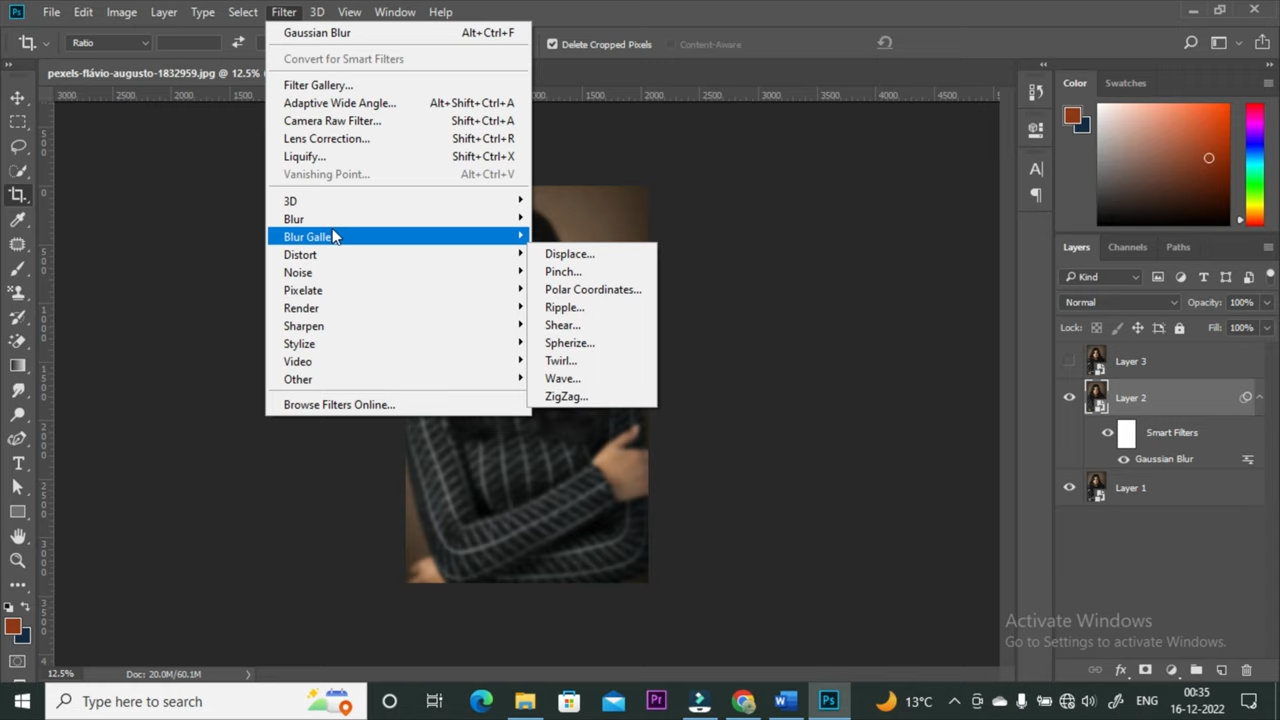 Ps File Edit Image Layer Type Select Filter 3D View Window Help
Ratio Delete Cropped Pixels Content-Aware
pexels-flávio-augusto-1832959.jpg @ 12.5%
3000 2500 2000 1500 1000 1500 2000 3000 3500 4000 4500
Gaussian Blur Alt+Ctrl+F
Convert for Smart Filters
Filter Gallery...
Adaptive Wide Angle... Alt+Shift+Ctrl+A
Camera Raw Filter... Shift+Ctrl+A
Lens Correction... Shift+Ctrl+R
Liquify... Shift+Ctrl+X
Vanishing Point... Alt+Ctrl+V
3D
Blur
Blur Galle
Distort
Noise
Pixelate
Render
Sharpen
Stylize
Video
Other
Browse Filters Online...
Displace...
Pinch...
Polar Coordinates...
Ripple...
Shear...
Spherize...
Twirl...
Wave...
ZigZag...
Color Swatches
Layers Channels Paths
Kind
Normal Opacity: 100%
Lock: Fill: 100%
Layer 3
Layer 2
Smart Filters
Gaussian Blur
Layer 1
Activate Windows
Go to Settings to activate Windows.
12.5% Doc: 20.0M/60.1M
Type here to search
Pr
Ps
13°C
ENG
00:35
16-12-2022